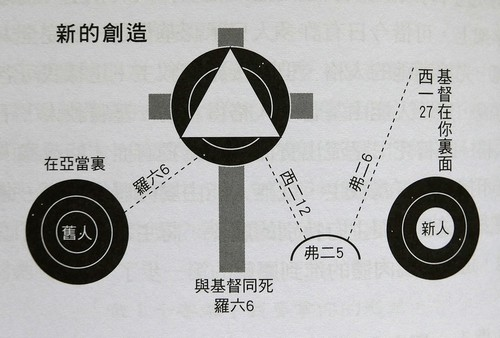 新的創造
在亞當裏
舊人
羅六6
與基督同死
羅六6
西二12
弗二5
弗二6
西一27
基督在你裏面
新人